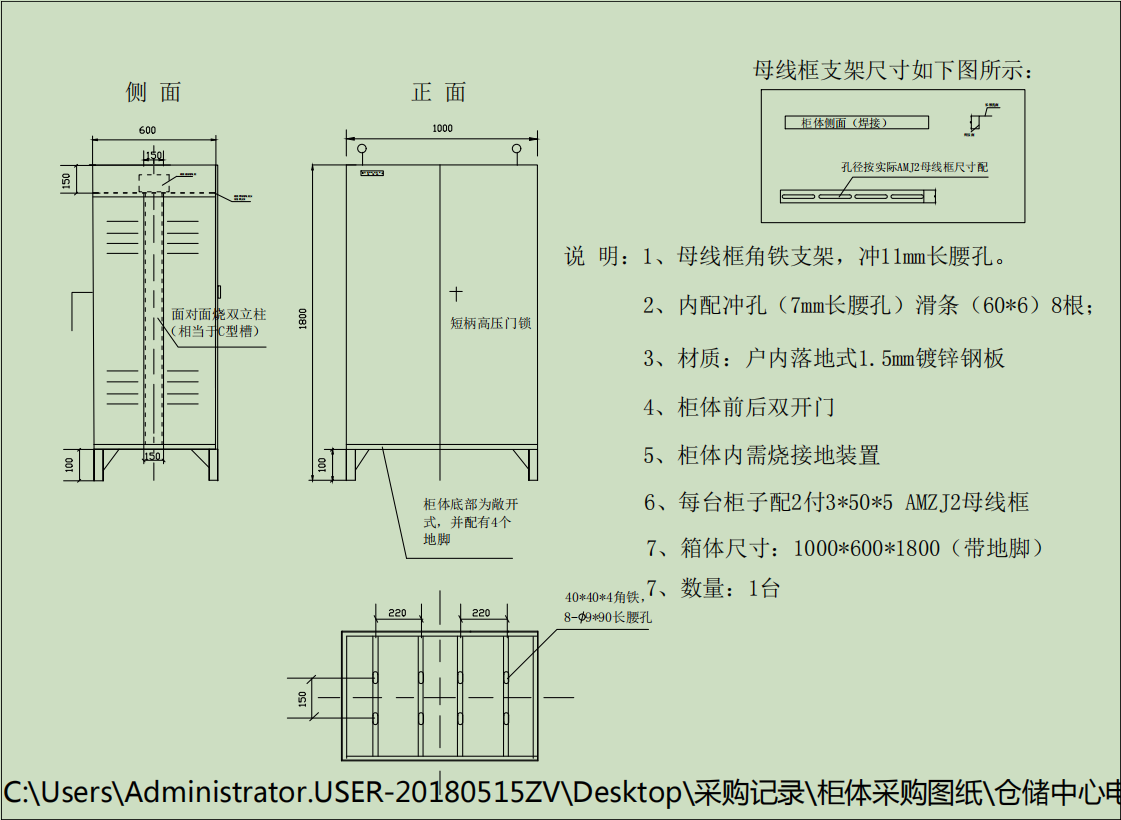 侧 面
正 面
母线框支架尺寸如下图所示：
600
150
150
1000
柜体侧面（焊接）
孔径按实际AMJ2母线框尺寸配
说 明：1、母线框角铁支架，冲11mm长腰孔。
2、内配冲孔（7mm长腰孔）滑条（60*6）8根；
3、材质：户内落地式1.5mm镀锌钢板
4、柜体前后双开门
5、柜体内需烧接地装置
6、每台柜子配2付3*50*5 AMZJ2母线框
7、箱体尺寸：1000*600*1800（带地脚）
7、数量：1台
面对面烧双立柱
（相当于C型槽）
1800
短柄高压门锁
150
100
100
柜体底部为敞开
式，并配有4个
地脚
40*40*4角铁，
8-ϕ9*90长腰孔
220
220
150
C:\Users\Administrator.USER-20180515ZV\Desktop\采购记录\柜体采购图纸\仓储中心电